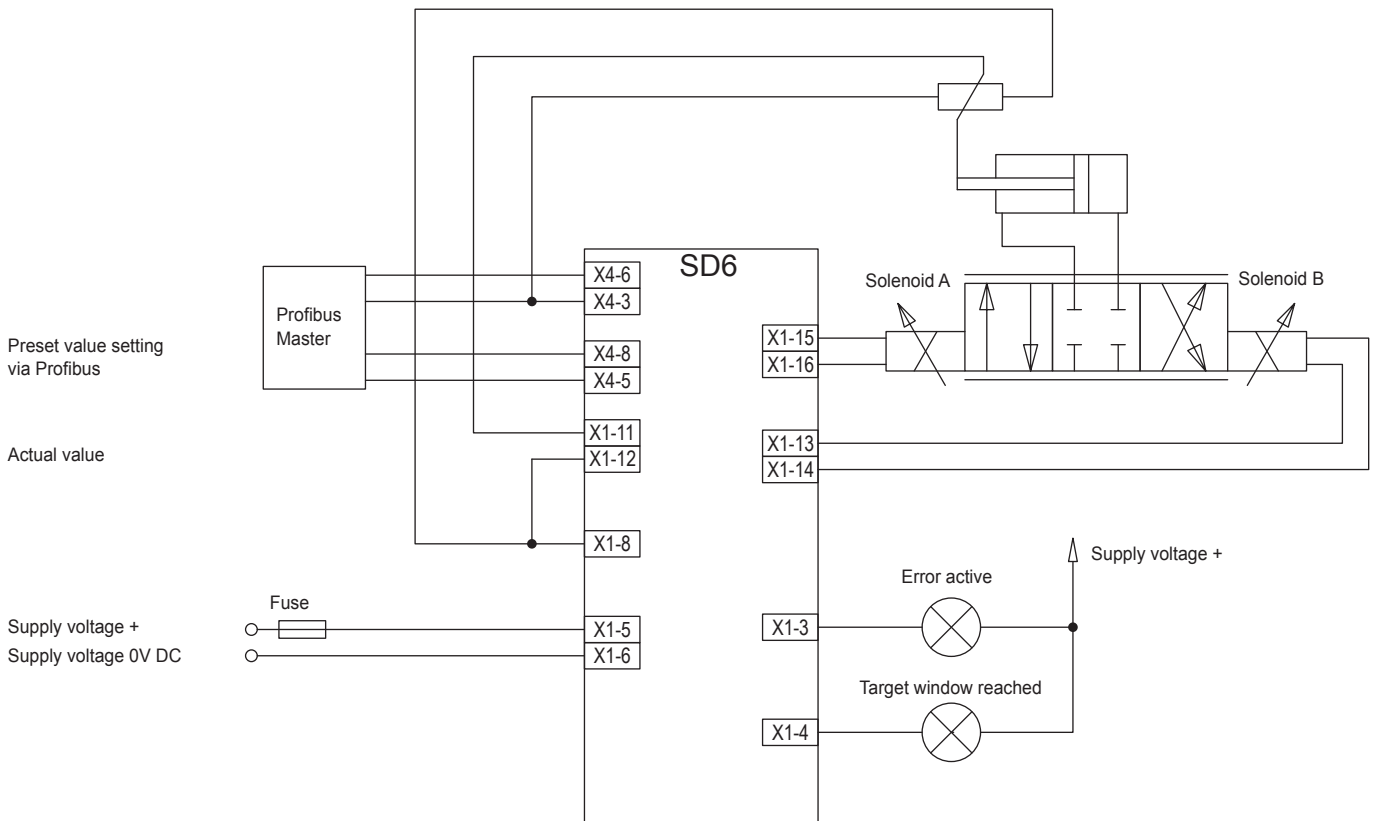 SD6
X4-6
X4-3
Profibus
Master
Preset value setting
via Profibus
X4-8
X4-5
X1-11
X1-12
Actual value
X1-8
Fuse
Supply voltage +
X1-5
Supply voltage 0V DC
X1-6
Solenoid A
Solenoid B
X1-15
X1-16
X1-13
X1-14
Supply voltage +
Error active
X1-3
Target window reached
X1-4